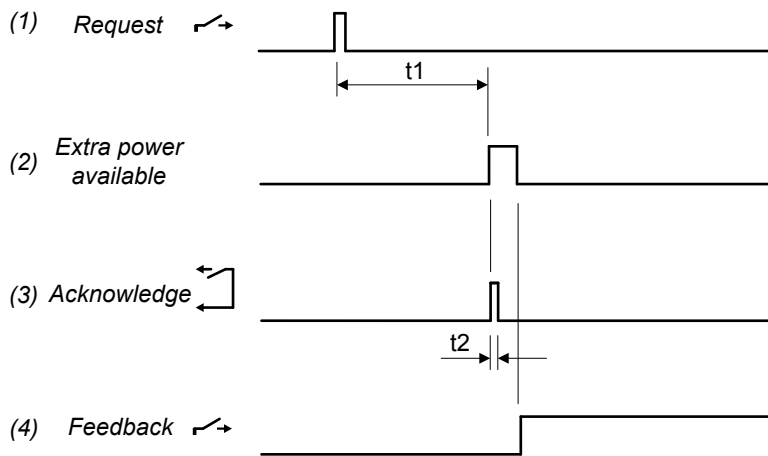 (1) Request
t1
(2) Extra power
available
(3) Acknowledge
t2
(4) Feedback